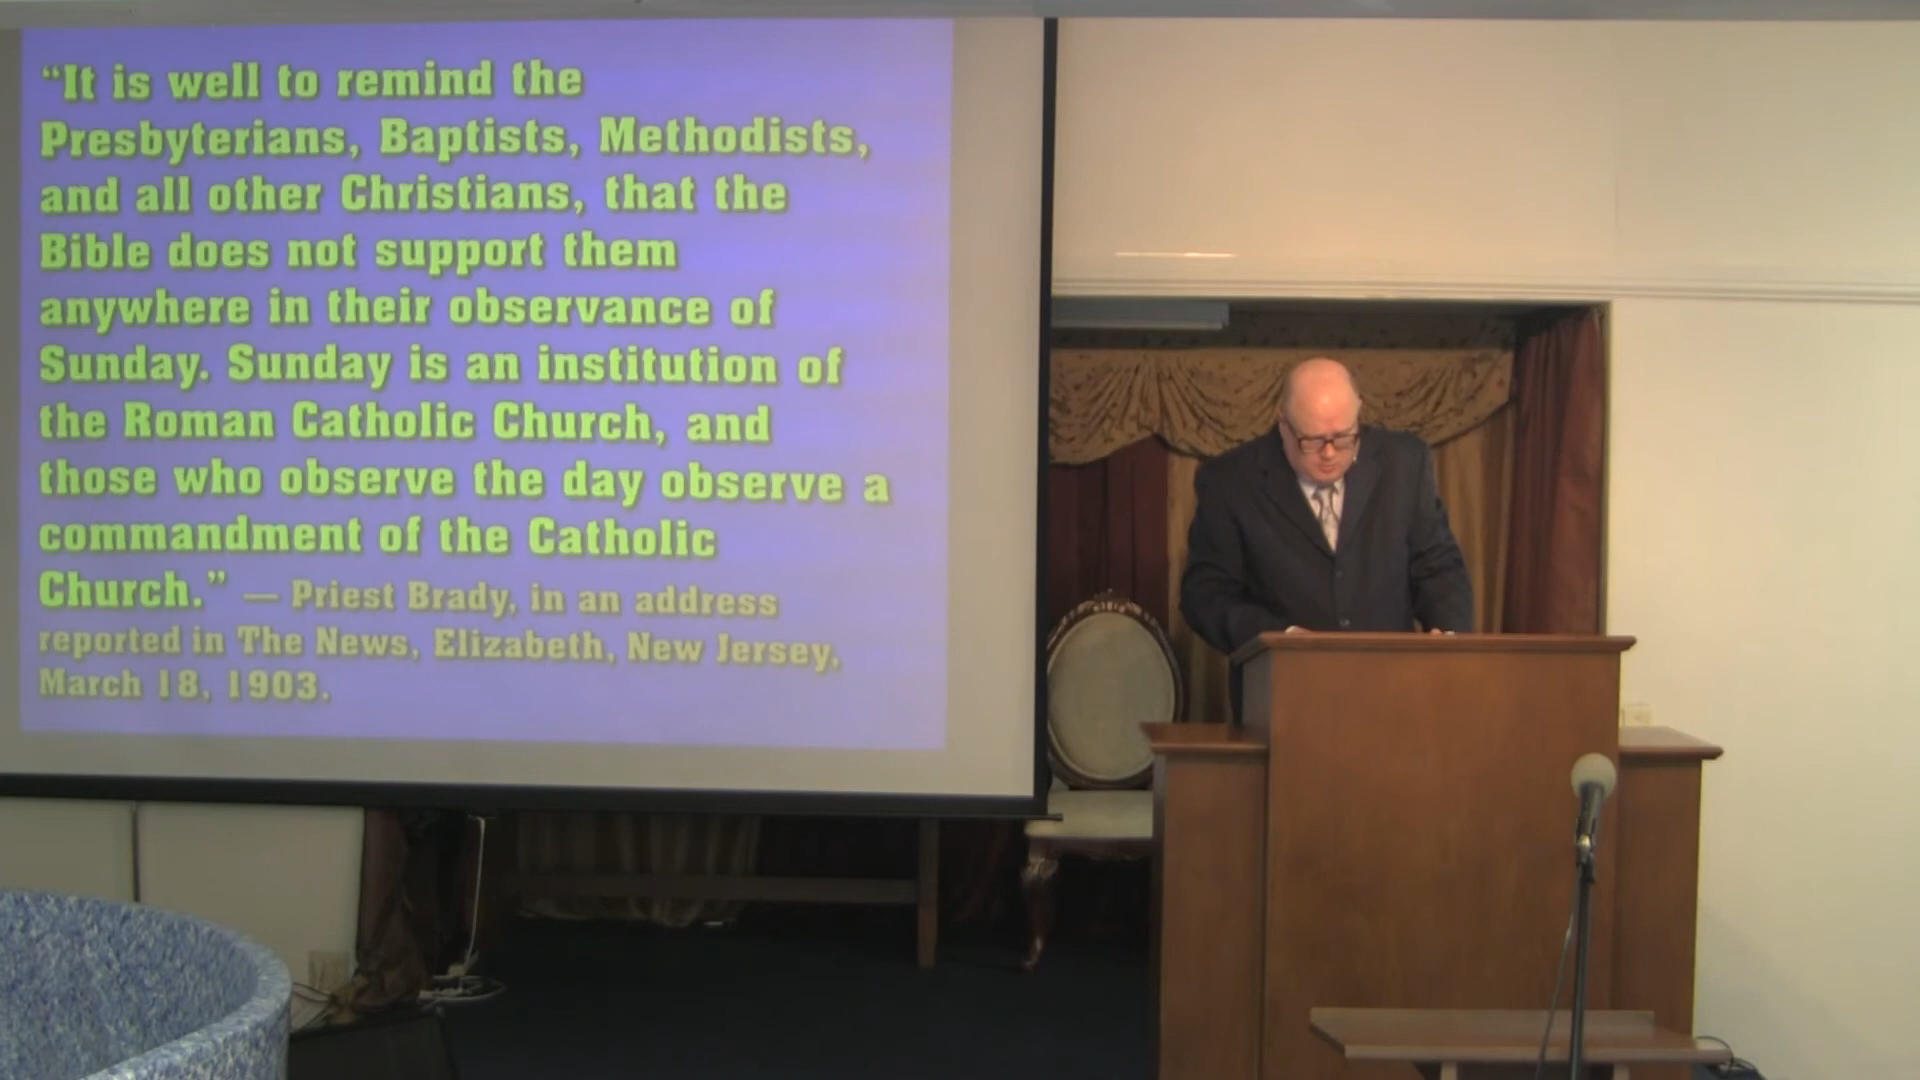 “It is well to remind the
Presbyterians, Baptists, Methodists,
and all other Christians, that the
Bible does not support them
anywhere in their observance of
Sunday. Sunday is an institution of
the Roman Catholic Church, and
those who observe the day observe a
commandment of the Catholic
Church.” — Priest Brady, in an address
reported in The News, Elizabeth, New Jersey,
March 18, 1903.